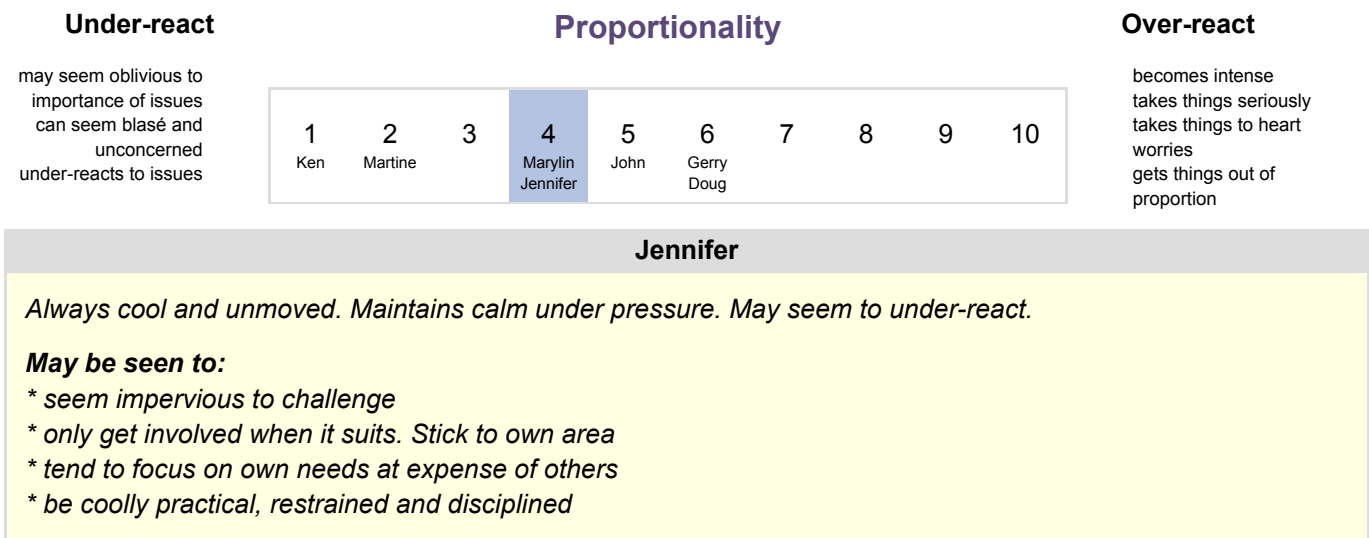 Under-react
Proportionality
Over-react
may seem oblivious to
importance of issues
can seem blasé and
unconcerned
under-reacts to issues
1 2 3 4 5 6 7 8 9 10
Ken Martine Marylin John Gerry
Jennifer Doug
becomes intense
takes things seriously
takes things to heart
worries
gets things out of
proportion
Jennifer
Always cool and unmoved. Maintains calm under pressure. May seem to under-react.
May be seen to:
* seem impervious to challenge
* only get involved when it suits. Stick to own area
* tend to focus on own needs at expense of others
* be coolly practical, restrained and disciplined